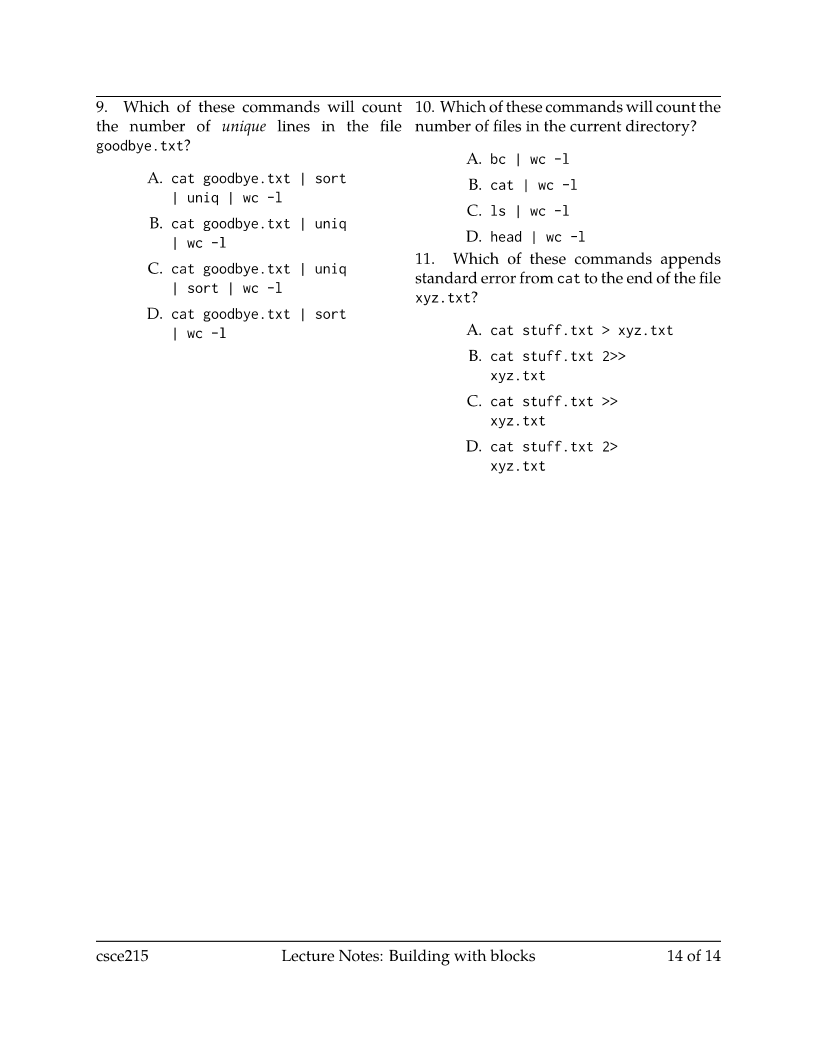 9. Which of these commands will count
the number of unique lines in the file
goodbye.txt?
A. cat goodbye.txt | sort
| uniq | wc -l
B. cat goodbye.txt | uniq
| wc -l
C. cat goodbye.txt | uniq
| sort | wc -l
D. cat goodbye.txt | sort
| wc -l
10. Which of these commands will count the
number of files in the current directory?
A. bc | wc -l
B. cat | wc -l
C. ls | wc -l
D. head | wc -l
11. Which of these commands appends
standard error from cat to the end of the file
xyz.txt?
A. cat stuff.txt > xyz.txt
B. cat stuff.txt 2>>
xyz.txt
C. cat stuff.txt >>
xyz.txt
D. cat stuff.txt 2>
xyz.txt
csce215 Lecture Notes: Building with blocks 14 of 14